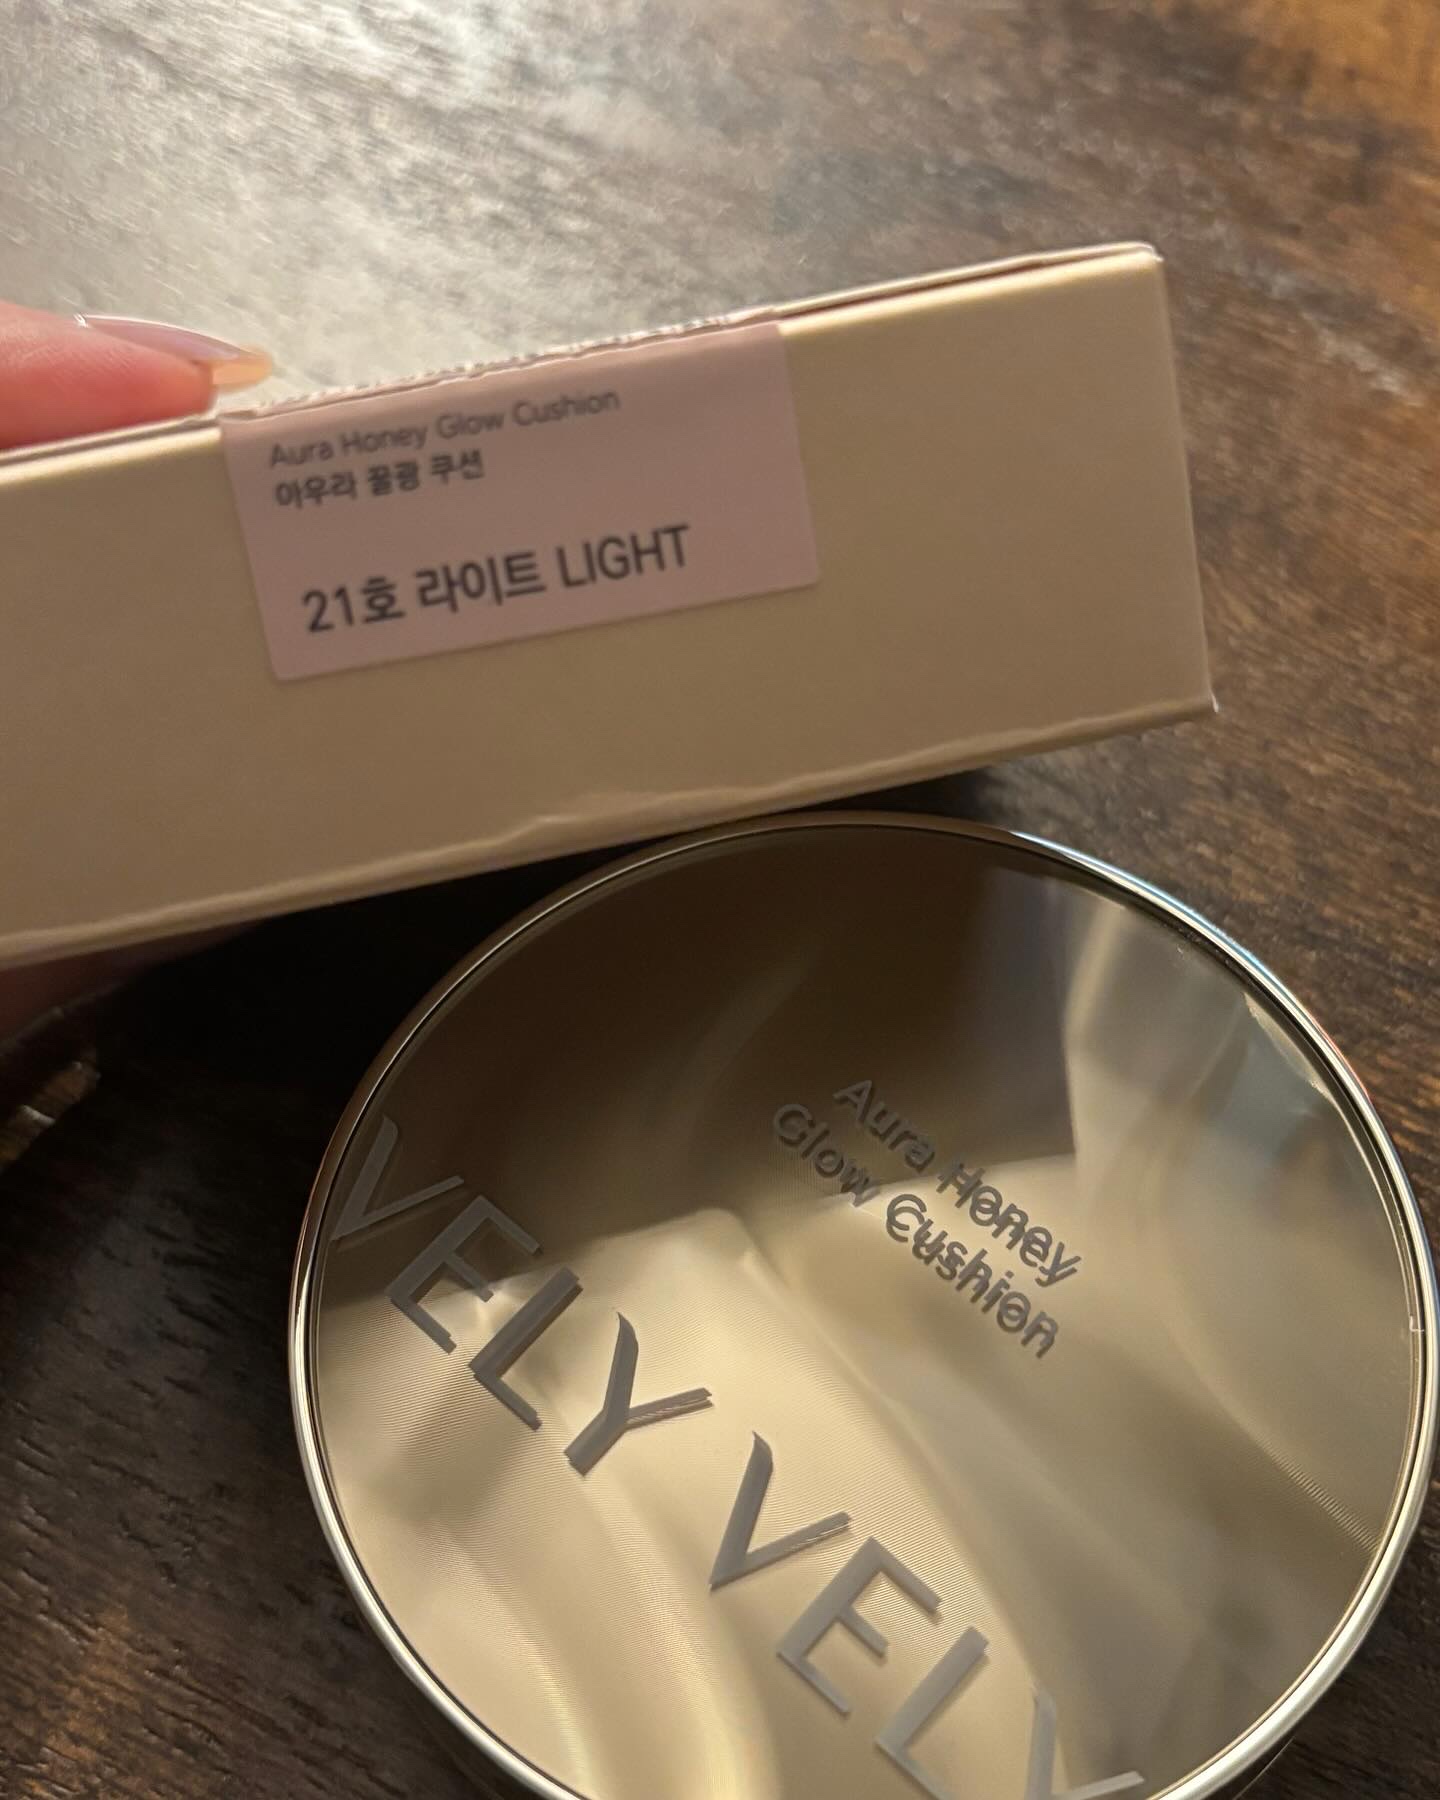 Aura Honey Glow Cushion
아우라 꿀광 쿠션
21호 라이트 LIGHT
Aura Honey
Glow Cushion
VELY VELY